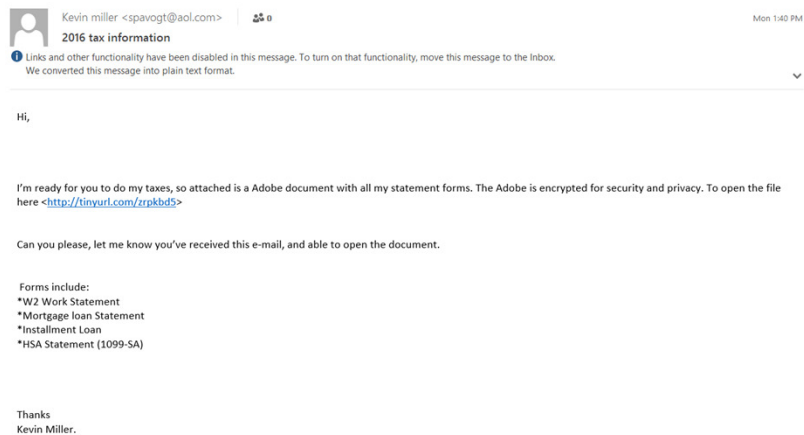 Kevin miller <spavogt@aol.com> 0 Mon 1:40 PM
2016 tax information
Links and other functionality have been disabled in this message. To turn on that functionality, move this message to the Inbox.
We converted this message into plain text format.
Hi,
I'm ready for you to do my taxes, so attached is a Adobe document with all my statement forms. The Adobe is encrypted for security and privacy. To open the file
here <http://tinyurl.com/zrpkbd5>
Can you please, let me know you've received this e-mail, and able to open the document.
Forms include:
*W2 Work Statement
*Mortgage loan Statement
*Installment Loan
*HSA Statement (1099-SA)
Thanks
Kevin Miller.